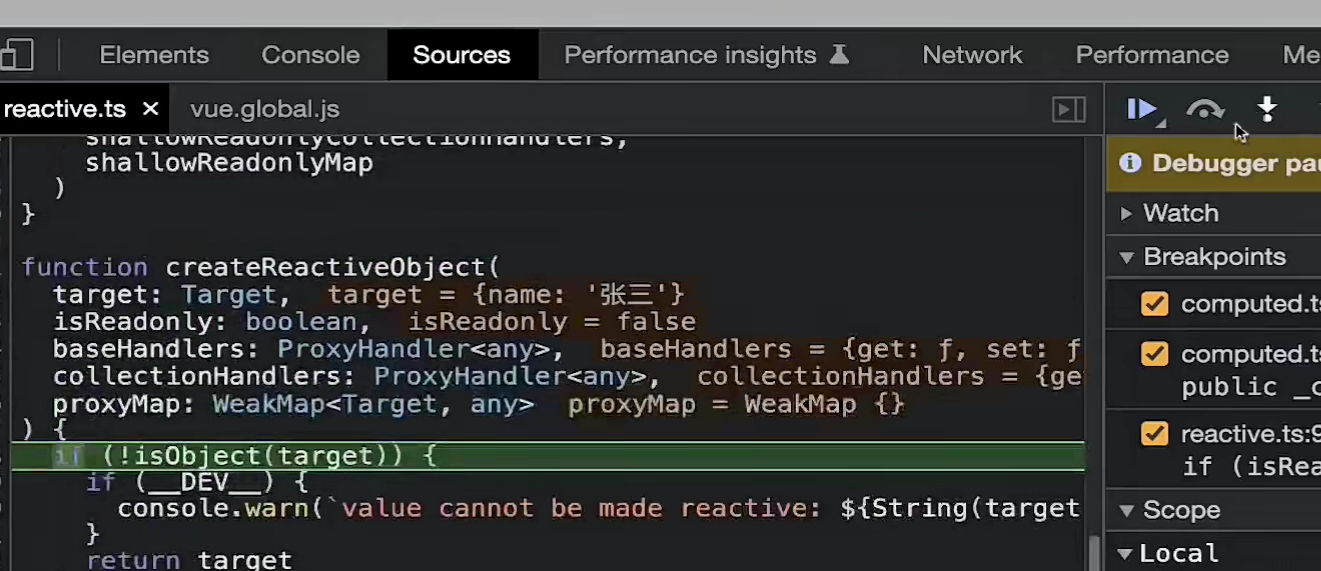 Elements Console Sources Performance insights Network Performance Me
reactive.ts × vue.global.js
shallowReadonlyCollectionHandlers,
shallowReadonlyMap
)
}
Debugger pau
Watch
Breakpoints
function createReactiveObject(
target: Target, target = {name: '张三'}
isReadonly: boolean, isReadonly = false
baseHandlers: ProxyHandler<any>, baseHandlers = {get: ƒ, set: ƒ
collectionHandlers: ProxyHandler<any>, collectionHandlers = {ge
proxyMap: WeakMap<Target, any> proxyMap = WeakMap {}
) {
if (!isObject(target)) {
if (__DEV__) {
console.warn(`value cannot be made reactive: ${String(target
}
return target
computed.ts
computed.ts
public _c
reactive.ts:9
if (isRea
Scope
Local